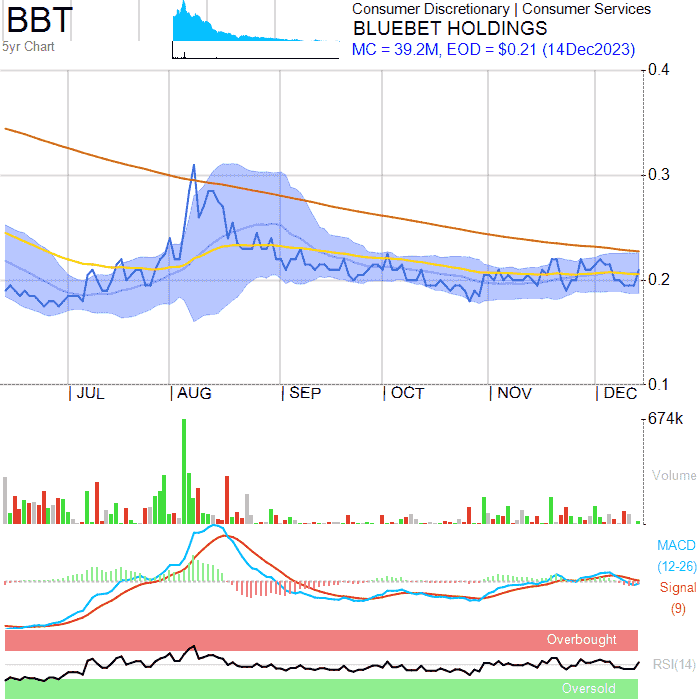 BBT
5yr Chart
Consumer Discretionary | Consumer Services
BLUEBET HOLDINGS
MC = 39.2M, EOD = $0.21 (14Dec2023)
0.4
0.3
0.2
0.1
| JUL | AUG | SEP | OCT | NOV | DEC
674k
Volume
MACD
(12-26)
Signal
(9)
Overbought
RSI(14)
Oversold